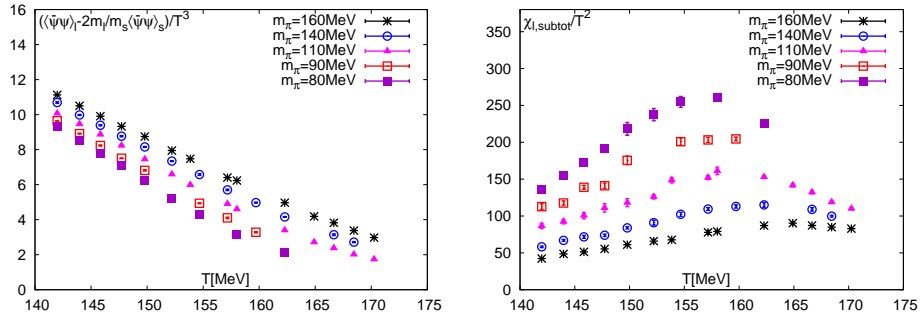 (⟨ψ̄ψ⟩l-2ml/ms⟨ψ̄ψ⟩s)/T3
mπ=160MeV
mπ=140MeV
mπ=110MeV
mπ=90MeV
mπ=80MeV
16
14
12
10
8
6
4
2
0
T[MeV]
140 145 150 155 160 165 170 175
χl,subtot/T2
mπ=160MeV
mπ=140MeV
mπ=110MeV
mπ=90MeV
mπ=80MeV
350
300
250
200
150
100
50
0
T[MeV]
140 145 150 155 160 165 170 175